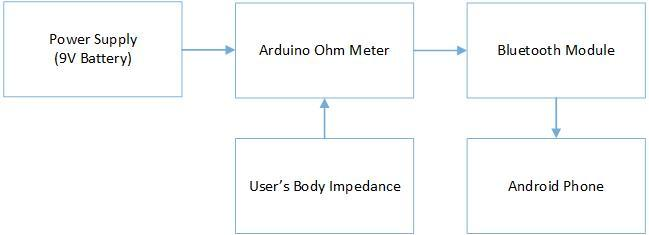 Power Supply
(9V Battery)
Arduino Ohm Meter
Bluetooth Module
User's Body Impedance
Android Phone